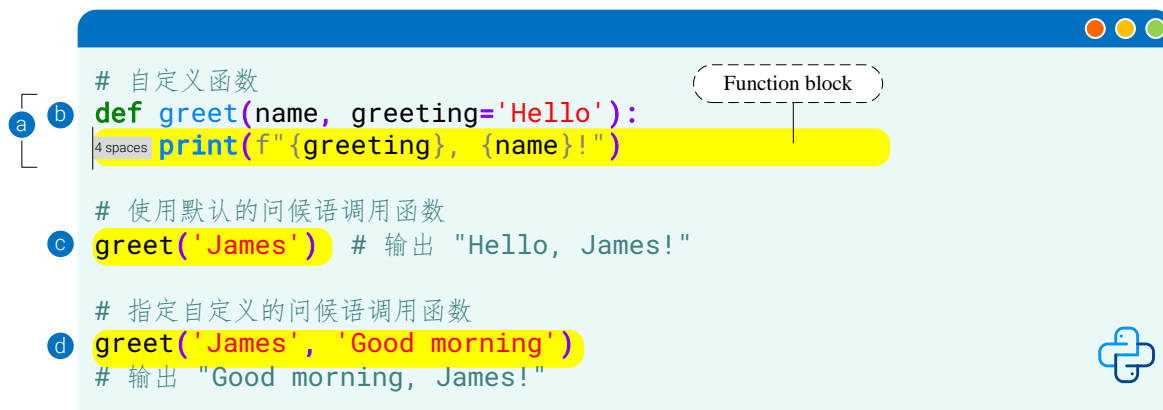 # 自定义函数
Function block
a
b def greet(name, greeting='Hello'):
4 spaces print(f"{greeting}, {name}!")
# 使用默认的问候语调用函数
c greet('James') # 输出 "Hello, James!"
# 指定自定义的问候语调用函数
d greet('James', 'Good morning')
# 输出 "Good morning, James!"